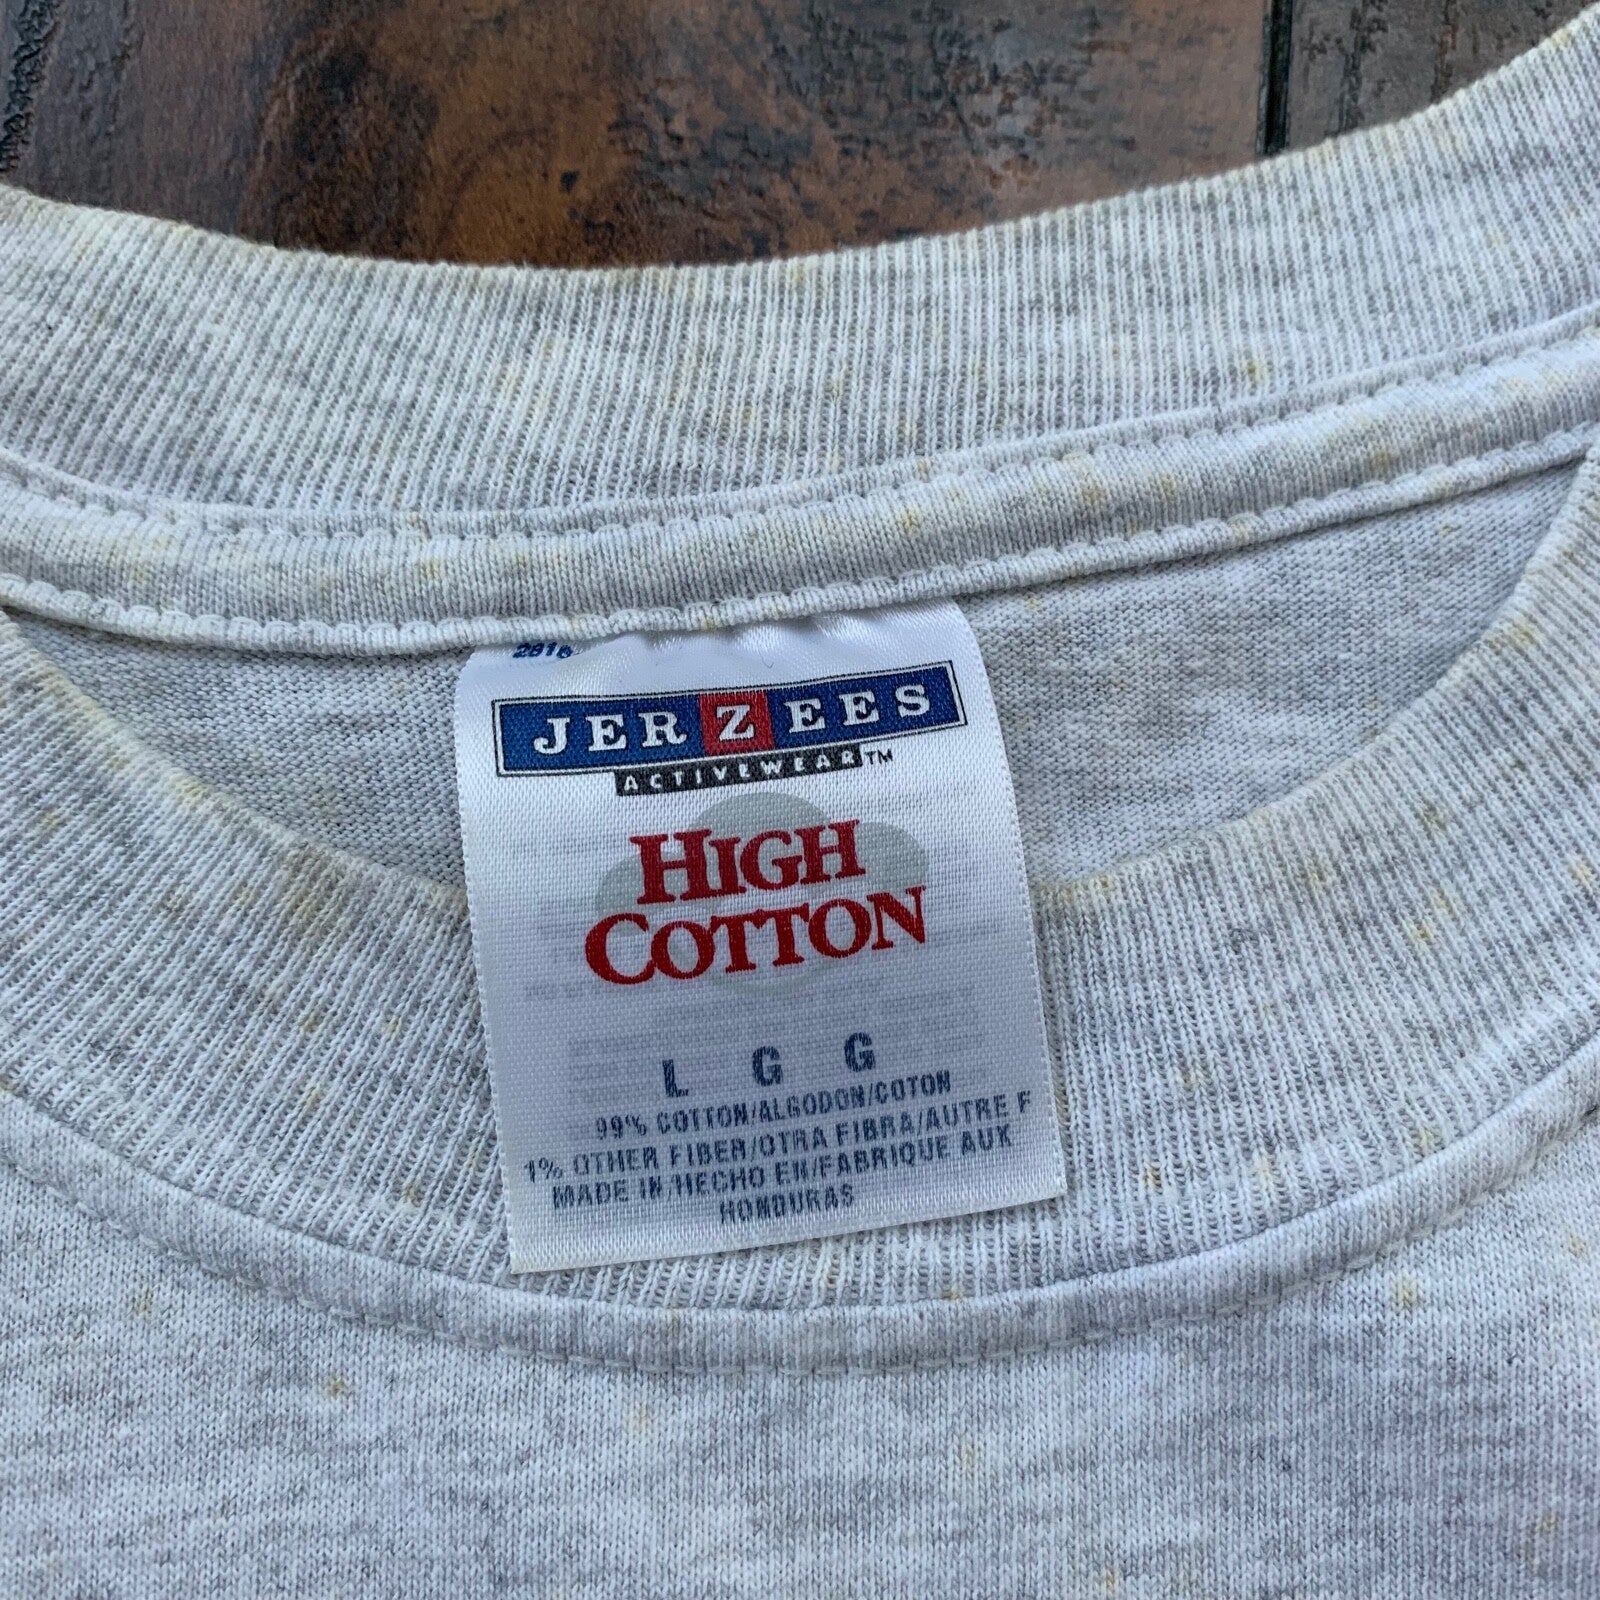 JERZEES
ACTIVEWEAR™
HIGH
COTTON
L G G
99% COTTON/ALGODON/COTON
1% OTHER FIBER/OTRA FIBRA/AUTRE F
MADE IN/HECHO EN/FABRIQUE AUX
HONDURAS